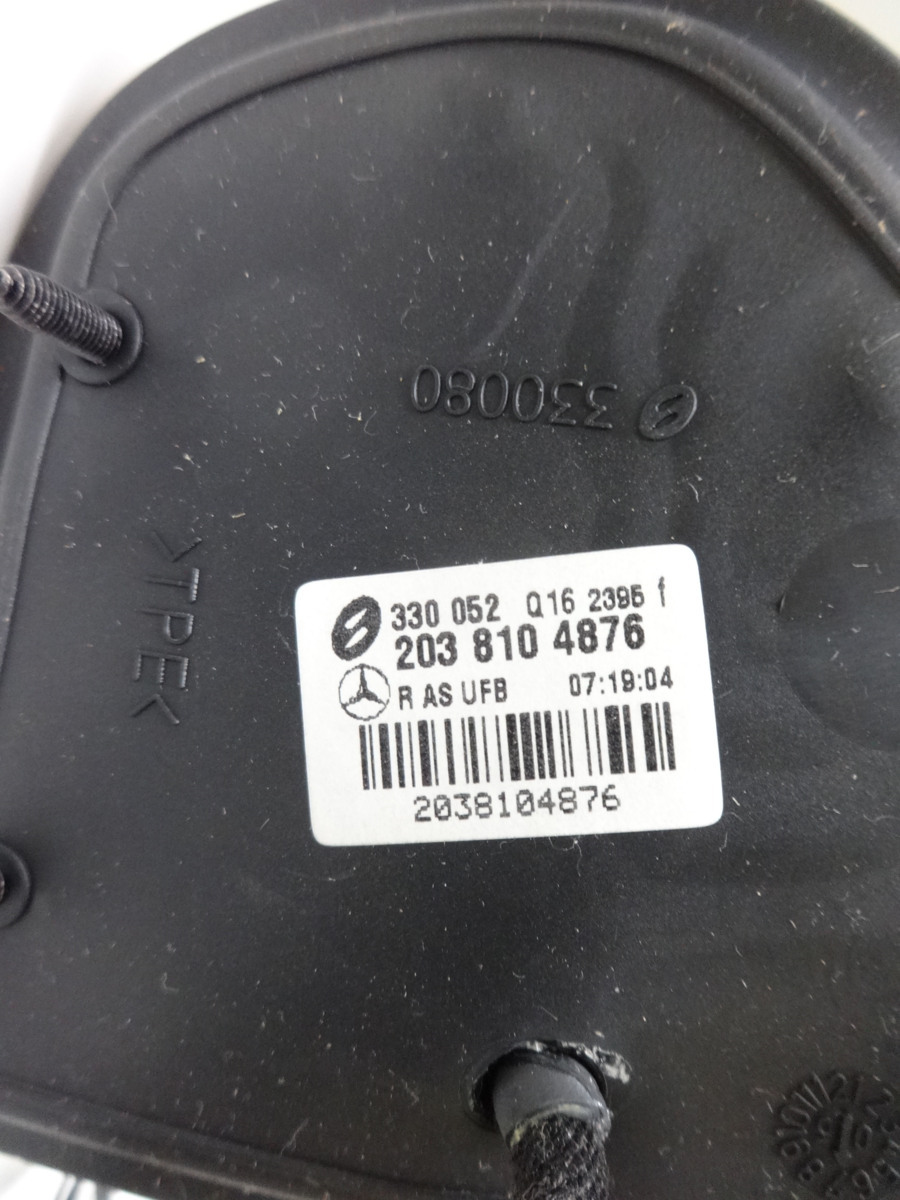 330080
>TPE<
330 052 Q16 2395 f
203 810 4876
R AS UFB 07:19:04
2038104876